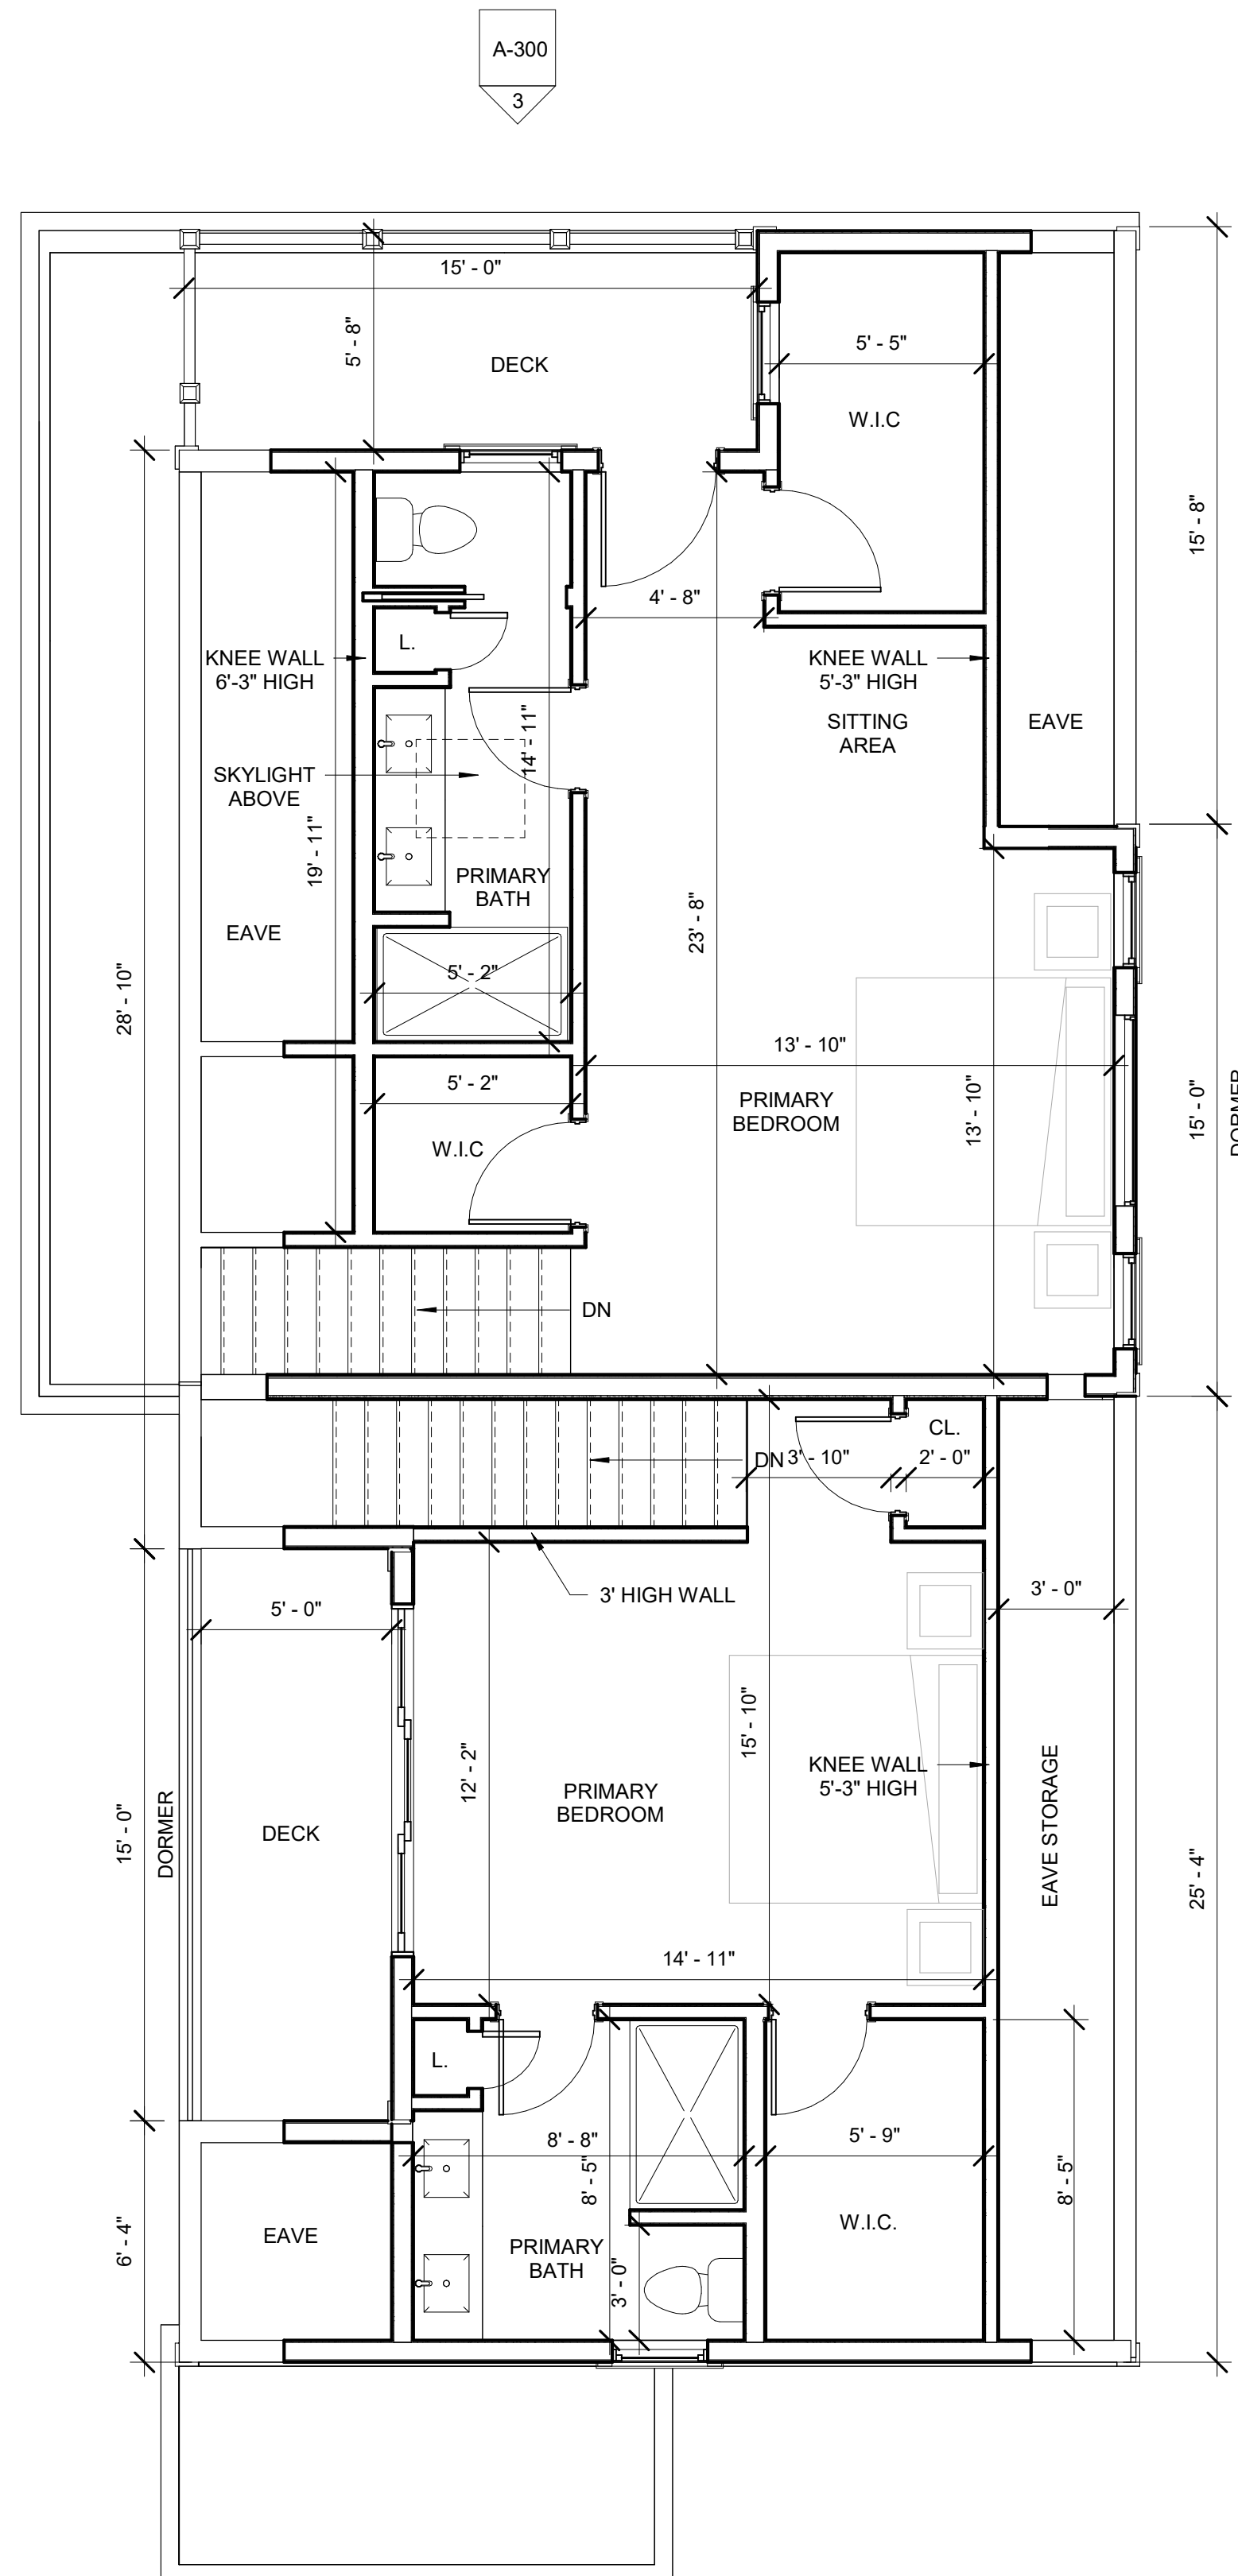 A-300
3
15' - 0"
5' - 8"
DECK
5' - 5"
W.I.C
15' - 8"
4' - 8"
L.
KNEE WALL
6'-3" HIGH
KNEE WALL
5'-3" HIGH
SITTING
AREA
EAVE
14' - 11"
SKYLIGHT
ABOVE
19' - 11"
PRIMARY
BATH
EAVE
23' - 8"
28' - 10"
5' - 2"
13' - 10"
5' - 2"
PRIMARY
BEDROOM
13' - 10"
15' - 0"
DORMER
W.I.C
DN
CL.
DN
3' - 10"
2' - 0"
3' HIGH WALL
5' - 0"
3' - 0"
15' - 10"
12' - 2"
KNEE WALL
5'-3" HIGH
PRIMARY
BEDROOM
EAVE STORAGE
15' - 0"
DORMER
DECK
25' - 4"
14' - 11"
L.
8' - 8"
5' - 9"
8' - 5"
8' - 5"
6' - 4"
EAVE
PRIMARY
BATH
W.I.C.
3' - 0"